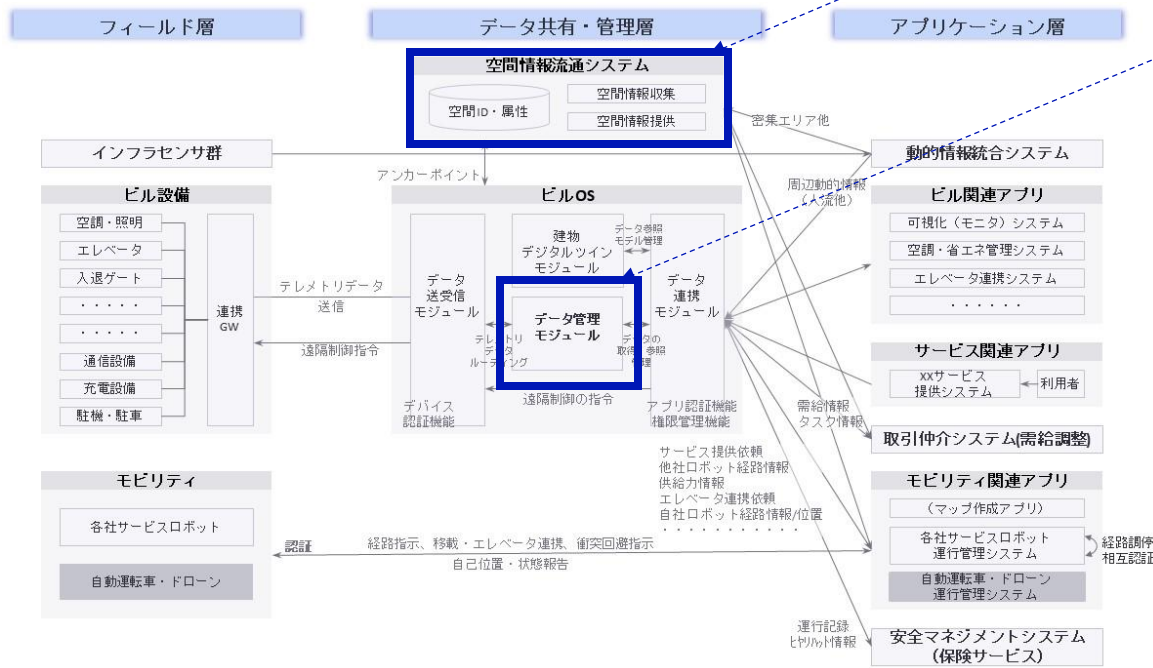 フィールド層
データ共有・管理層
アプリケーション層
空間情報流通システム
空間ID・属性
空間情報収集
空間情報提供
密集エリア他
インフラセンサ群
動的情報統合システム
アンカーポイント
周辺動的情報
(人流他)
ビル設備
空調・照明
エレベータ
入退ゲート
・・・・・
・・・・・
通信設備
充電設備
駐機・駐車
連携
GW
テレメトリデータ
送信
遠隔制御指令
ビルOS
データ
送受信
モジュール
建物
デジタルツイン
モジュール
データ参照
モデル管理
データ
連携
モジュール
データ管理
モジュール
テレメトリ
データ
ルーティング
データの
取得・参照
管理
遠隔制御の指令
デバイス
認証機能
アプリ認証機能
権限管理機能
ビル関連アプリ
可視化(モニタ)システム
空調・省エネ管理システム
エレベータ連携システム
・・・・・・
サービス関連アプリ
XXサービス
提供システム
利用者
需給情報
タスク情報
取引仲介システム(需給調整)
サービス提供依頼
他社ロボット経路情報
供給力情報
エレベータ連携依頼
自社ロボット経路情報/位置
・・・・・・・・・・・
モビリティ
各社サービスロボット
自動運転車・ドローン
認証
経路指示、移載・エレベータ連携、衝突回避指示
自己位置・状態報告
モビリティ関連アプリ
(マップ作成アプリ)
各社サービスロボット
運行管理システム
自動運転車・ドローン
運行管理システム
経路調停
相互認証
運行記録
ヒヤリハット情報
安全マネジメントシステム
(保険サービス)